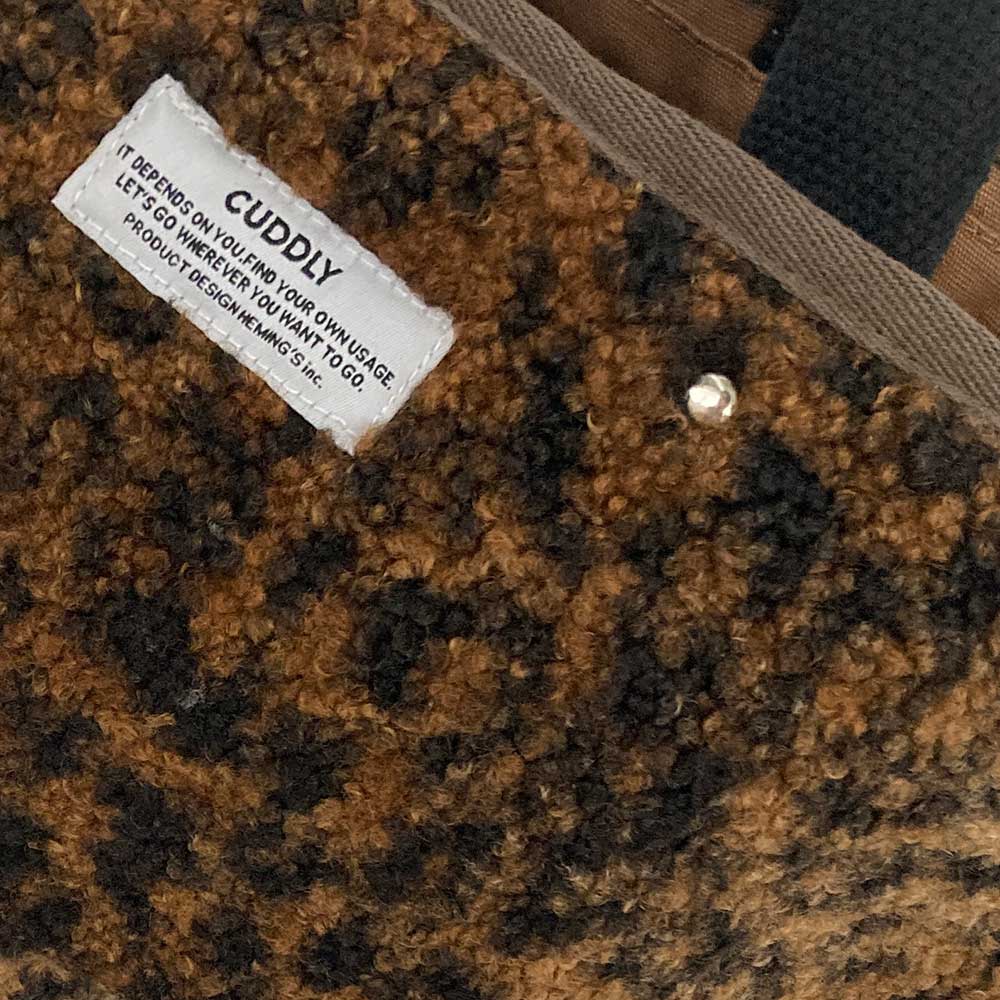 CUDDLY
IT DEPENDS ON YOU.FIND YOUR OWN USAGE.
LET'S GO WHEREVER YOU WANT TO GO.
PRODUCT DESIGN HEMING'S inc.